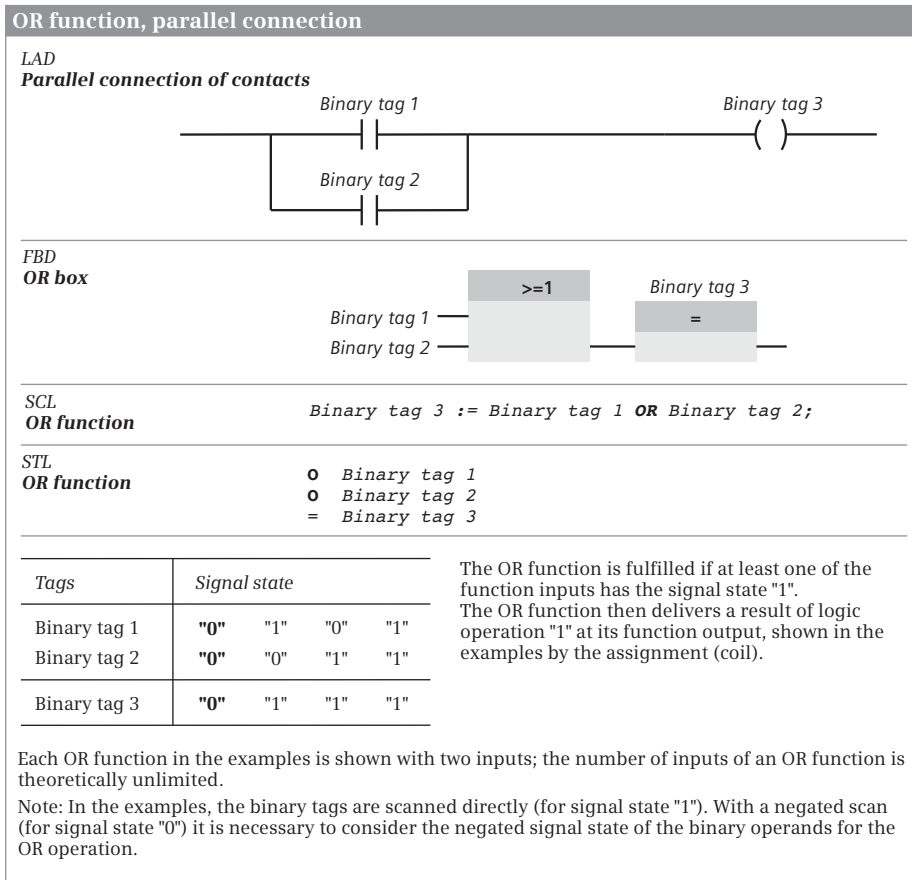 OR function, parallel connection
LAD
Parallel connection of contacts
Binary tag 1
Binary tag 3
Binary tag 2
FBD
OR box
>=1
Binary tag 3
=
Binary tag 1
Binary tag 2
SCL
OR function
Binary tag 3 := Binary tag 1 OR Binary tag 2;
STL
OR function
O Binary tag 1
O Binary tag 2
= Binary tag 3
Tags Signal state
Binary tag 1 "0" "1" "0" "1"
Binary tag 2 "0" "0" "1" "1"
Binary tag 3 "0" "1" "1" "1"
The OR function is fulfilled if at least one of the
function inputs has the signal state "1".
The OR function then delivers a result of logic
operation "1" at its function output, shown in the
examples by the assignment (coil).
Each OR function in the examples is shown with two inputs; the number of inputs of an OR function is
theoretically unlimited.
Note: In the examples, the binary tags are scanned directly (for signal state "1"). With a negated scan
(for signal state "0") it is necessary to consider the negated signal state of the binary operands for the
OR operation.